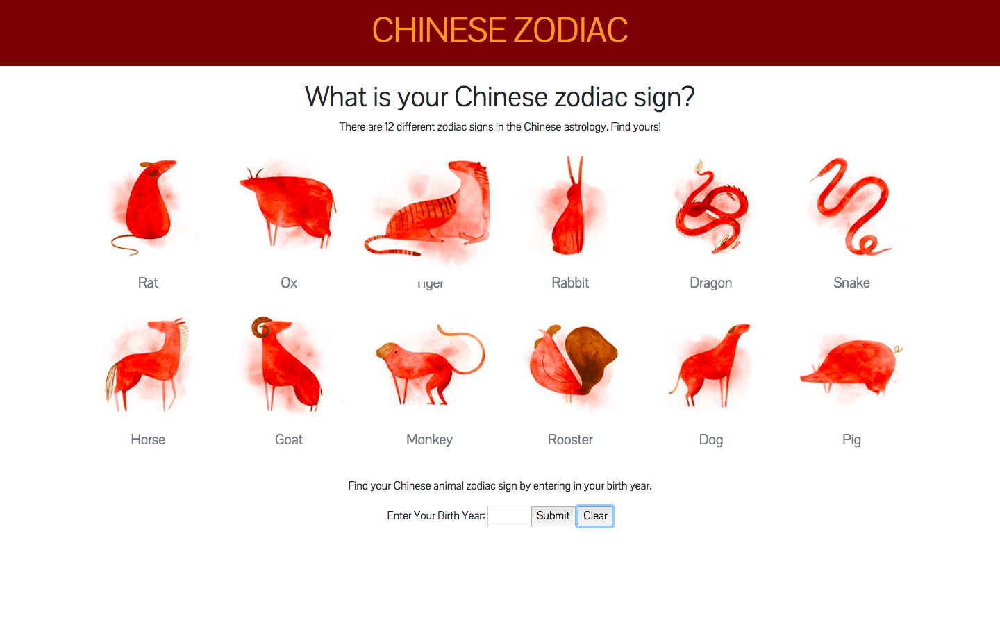 CHINESE ZODIAC
What is your Chinese zodiac sign?
There are 12 different zodiac signs in the Chinese astrology. Find yours!
Rat Ox Tiger Rabbit Dragon Snake
Horse Goat Monkey Rooster Dog Pig
Find your Chinese animal zodiac sign by entering in your birth year.
Enter Your Birth Year: Submit Clear